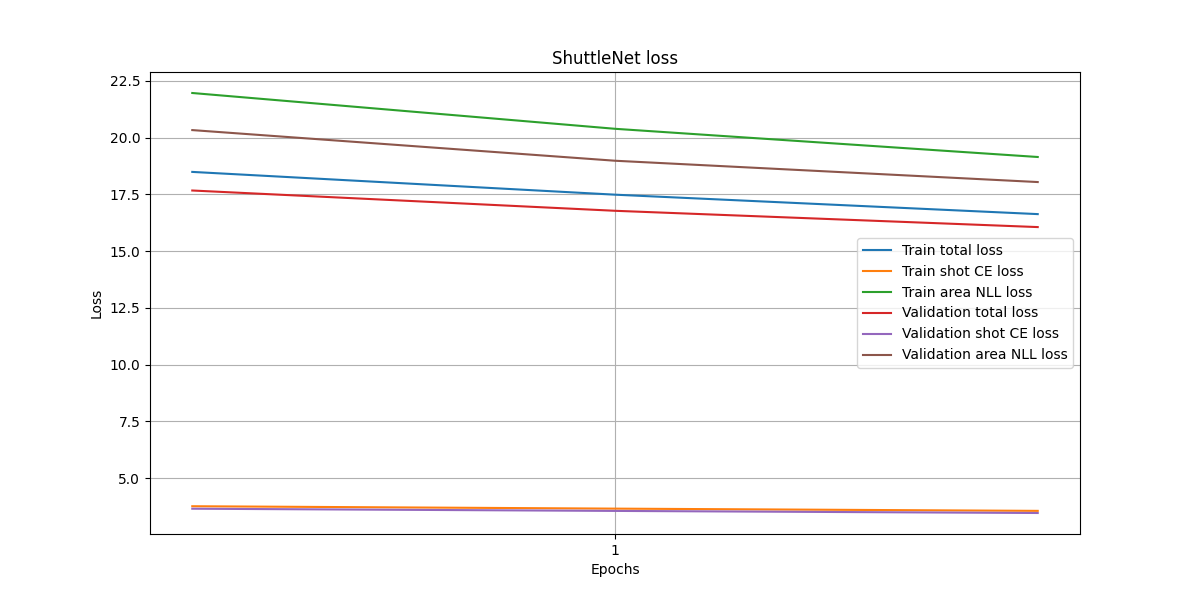 ShuttleNet loss
22.5
20.0
17.5
15.0
12.5
10.0
7.5
5.0
Loss
Train total loss
Train shot CE loss
Train area NLL loss
Validation total loss
Validation shot CE loss
Validation area NLL loss
1
Epochs